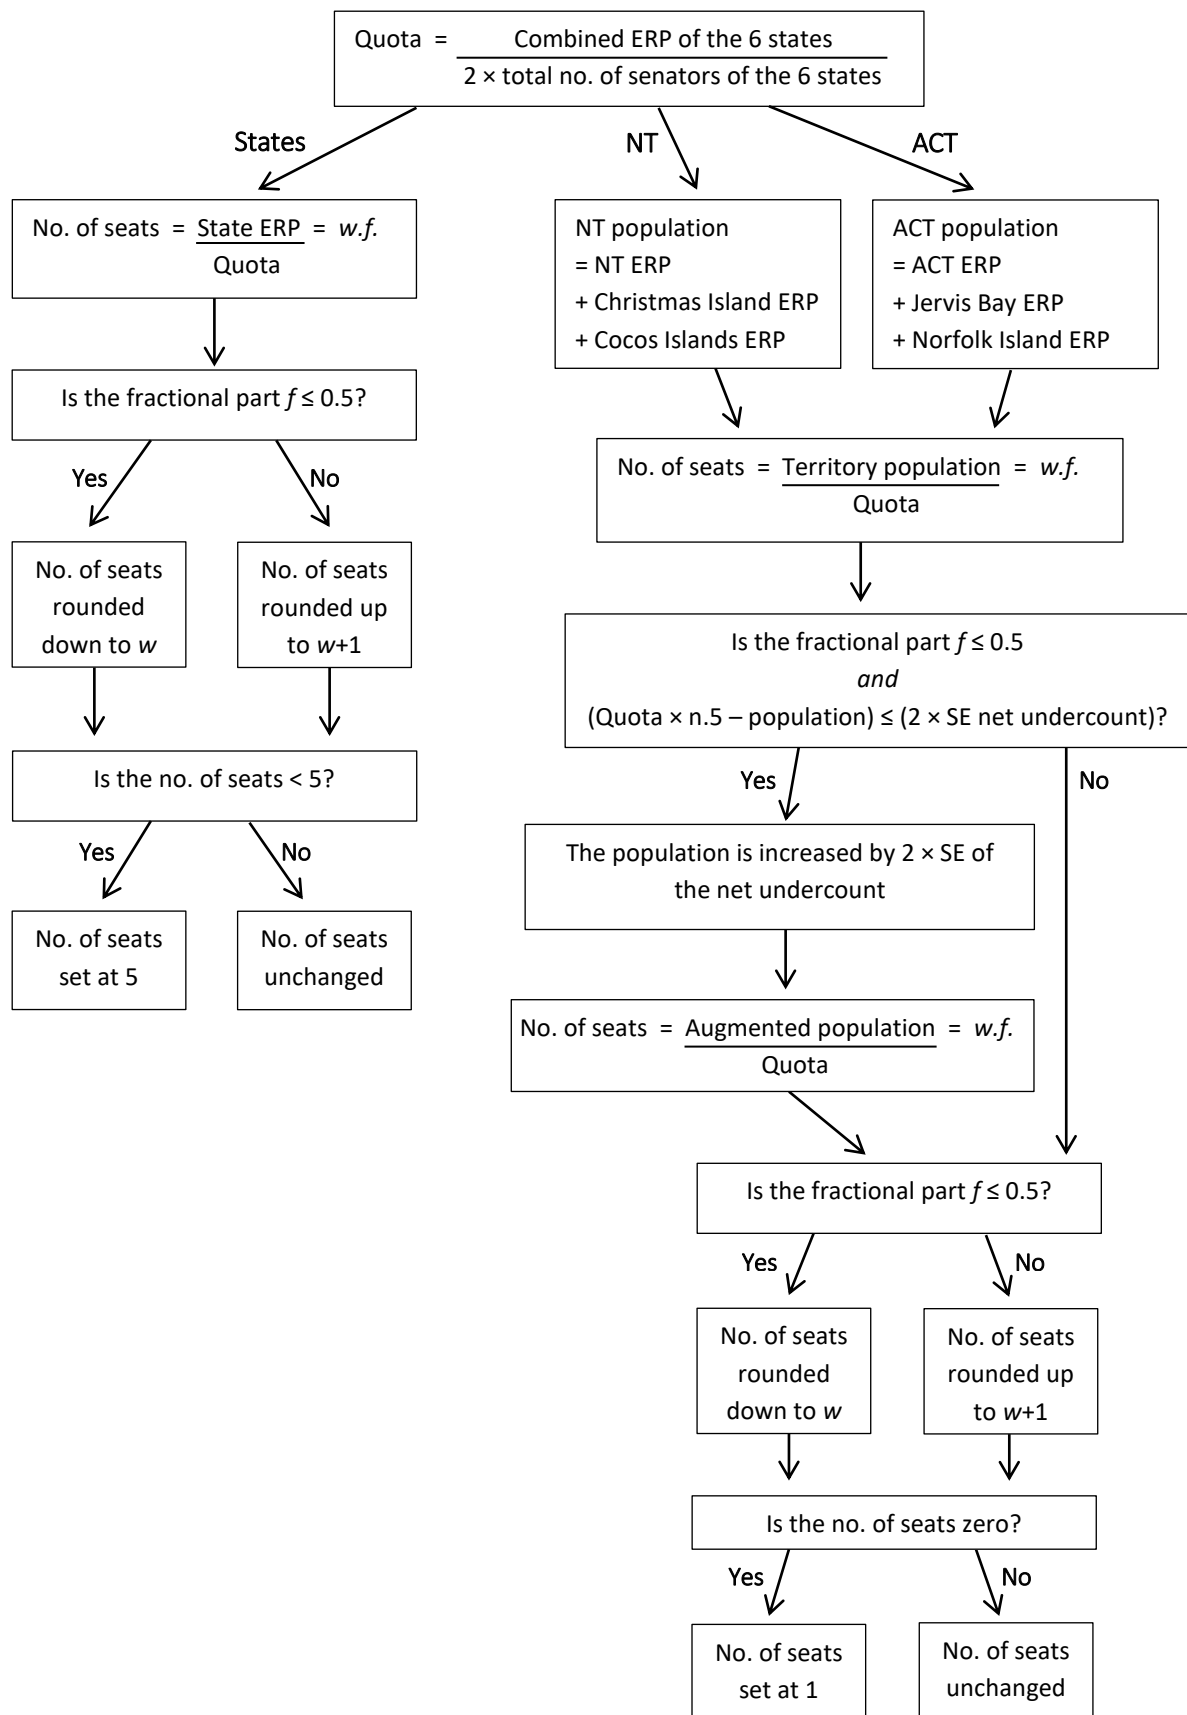 Quota = Combined ERP of the 6 states
2 × total no. of senators of the 6 states
States
NT
ACT
No. of seats = State ERP = w.f.
Quota
Is the fractional part f ≤ 0.5?
Yes
No
No. of seats
rounded
down to w
No. of seats
rounded up
to w+1
Is the no. of seats < 5?
Yes
No
No. of seats
set at 5
No. of seats
unchanged
NT population
= NT ERP
+ Christmas Island ERP
+ Cocos Islands ERP
ACT population
= ACT ERP
+ Jervis Bay ERP
+ Norfolk Island ERP
No. of seats = Territory population = w.f.
Quota
Is the fractional part f ≤ 0.5
and
(Quota × n.5 – population) ≤ (2 × SE net undercount)?
Yes
No
The population is increased by 2 × SE of
the net undercount
No. of seats = Augmented population = w.f.
Quota
Is the fractional part f ≤ 0.5?
Yes
No
No. of seats
rounded
down to w
No. of seats
rounded up
to w+1
Is the no. of seats zero?
Yes
No
No. of seats
set at 1
No. of seats
unchanged